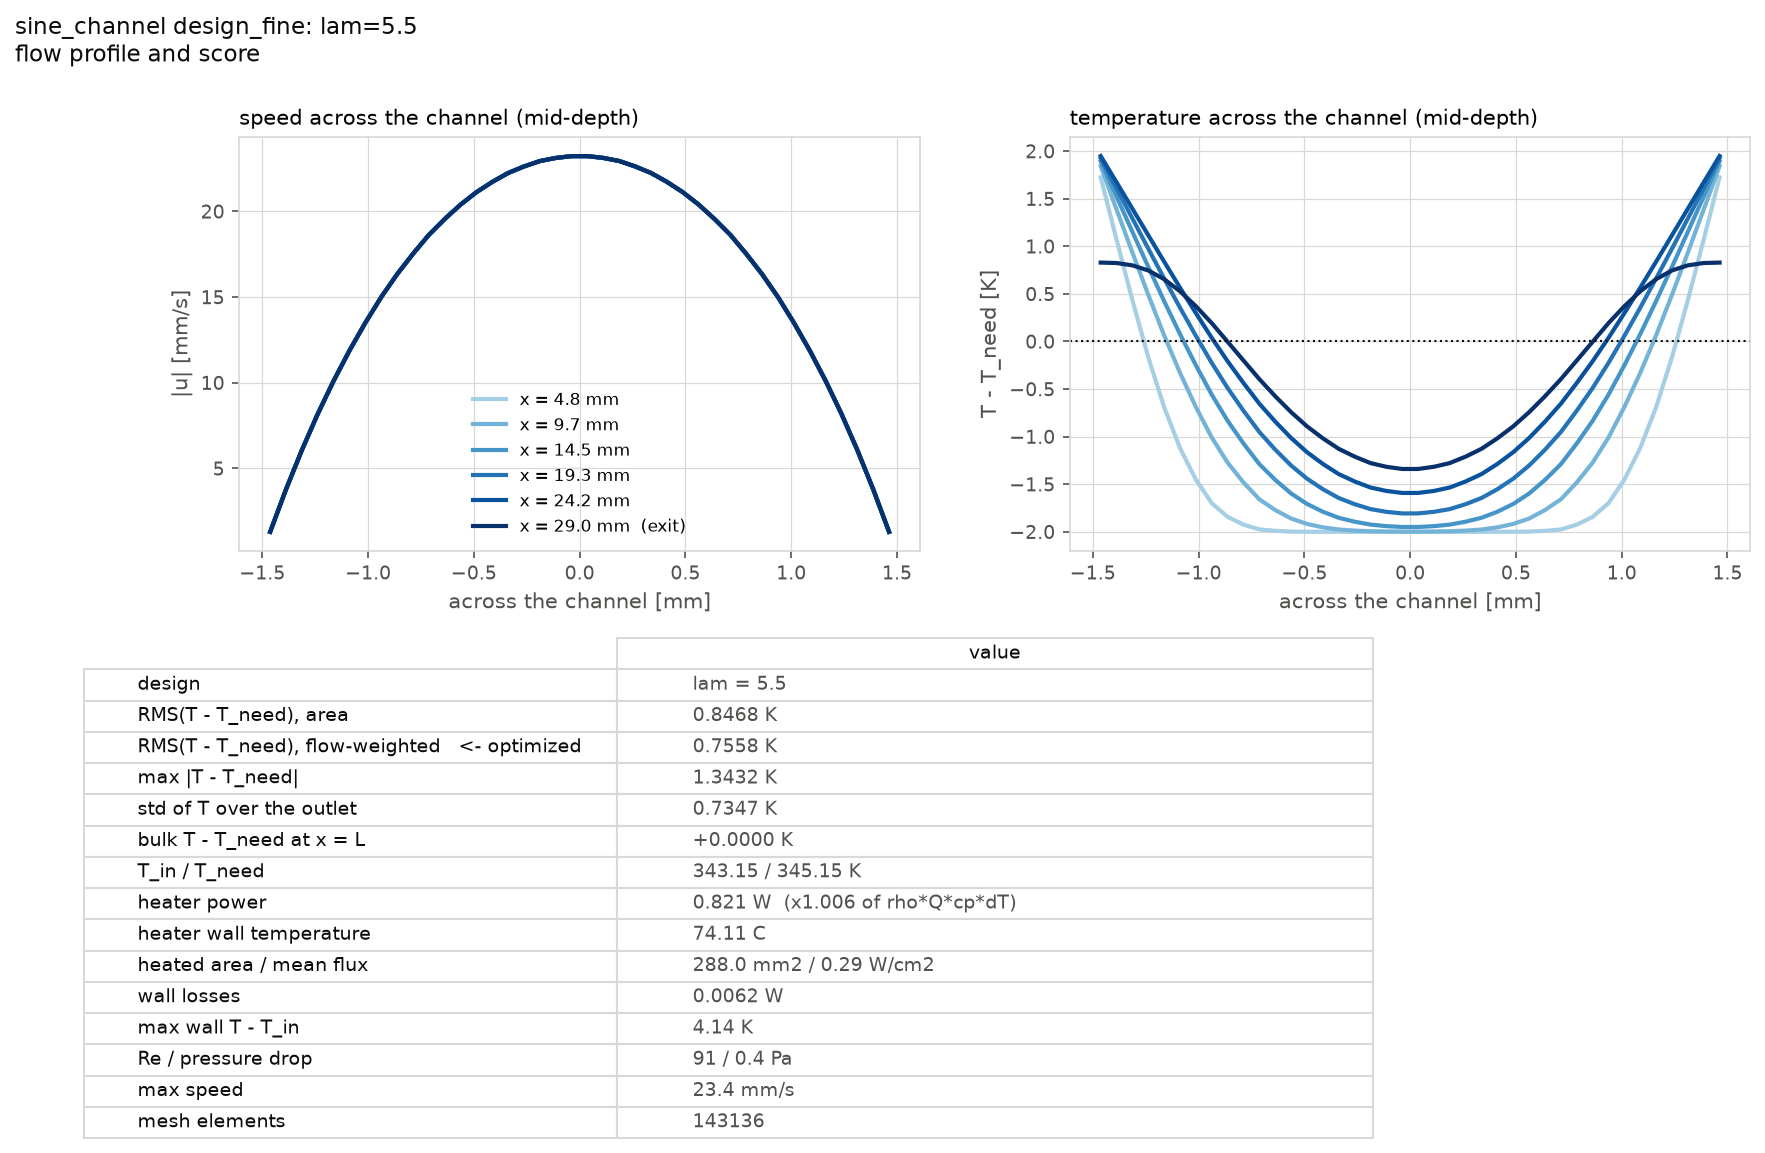 sine_channel design_fine: lam=5.5
flow profile and score
speed across the channel (mid-depth)
|u| [mm/s]
20
15
10
5
x = 4.8 mm
x = 9.7 mm
x = 14.5 mm
x = 19.3 mm
x = 24.2 mm
x = 29.0 mm  (exit)
−1.5 −1.0 −0.5 0.0 0.5 1.0 1.5
across the channel [mm]
temperature across the channel (mid-depth)
T - T_need [K]
2.0
1.5
1.0
0.5
0.0
−0.5
−1.0
−1.5
−2.0
−1.5 −1.0 −0.5 0.0 0.5 1.0 1.5
across the channel [mm]
value
design lam = 5.5
RMS(T - T_need), area 0.8468 K
RMS(T - T_need), flow-weighted   <- optimized 0.7558 K
max |T - T_need| 1.3432 K
std of T over the outlet 0.7347 K
bulk T - T_need at x = L +0.0000 K
T_in / T_need 343.15 / 345.15 K
heater power 0.821 W  (x1.006 of rho*Q*cp*dT)
heater wall temperature 74.11 C
heated area / mean flux 288.0 mm2 / 0.29 W/cm2
wall losses 0.0062 W
max wall T - T_in 4.14 K
Re / pressure drop 91 / 0.4 Pa
max speed 23.4 mm/s
mesh elements 143136